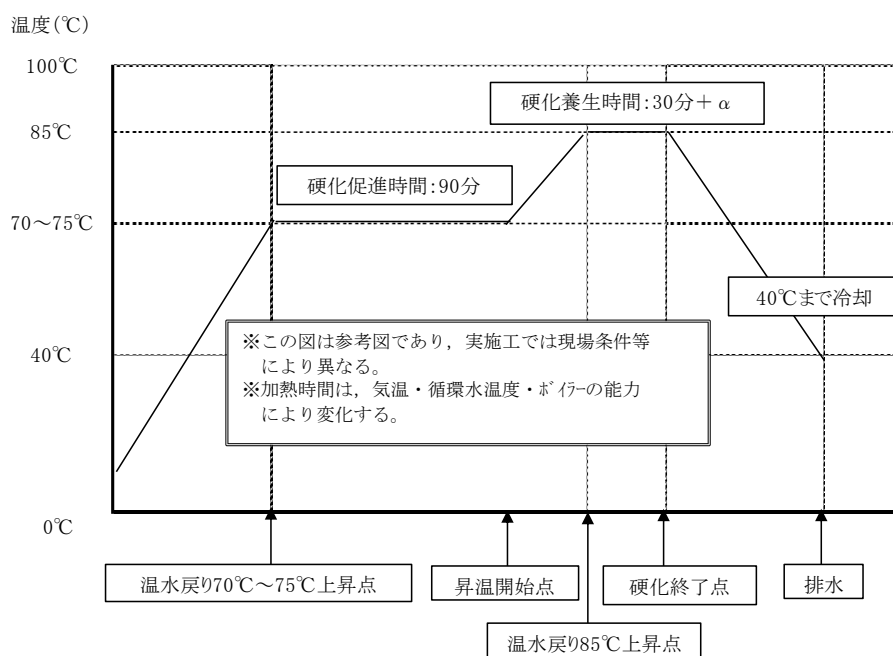 温度(℃)
100℃
硬化養生時間:30分+α
85℃
硬化促進時間:90分
70～75℃
40℃まで冷却
※この図は参考図であり，実施工では現場条件等
により異なる。
※加熱時間は，気温・循環水温度・ボイラーの能力
により変化する。
40℃
0℃
温水戻り70℃～75℃上昇点
昇温開始点
硬化終了点
排水
温水戻り85℃上昇点